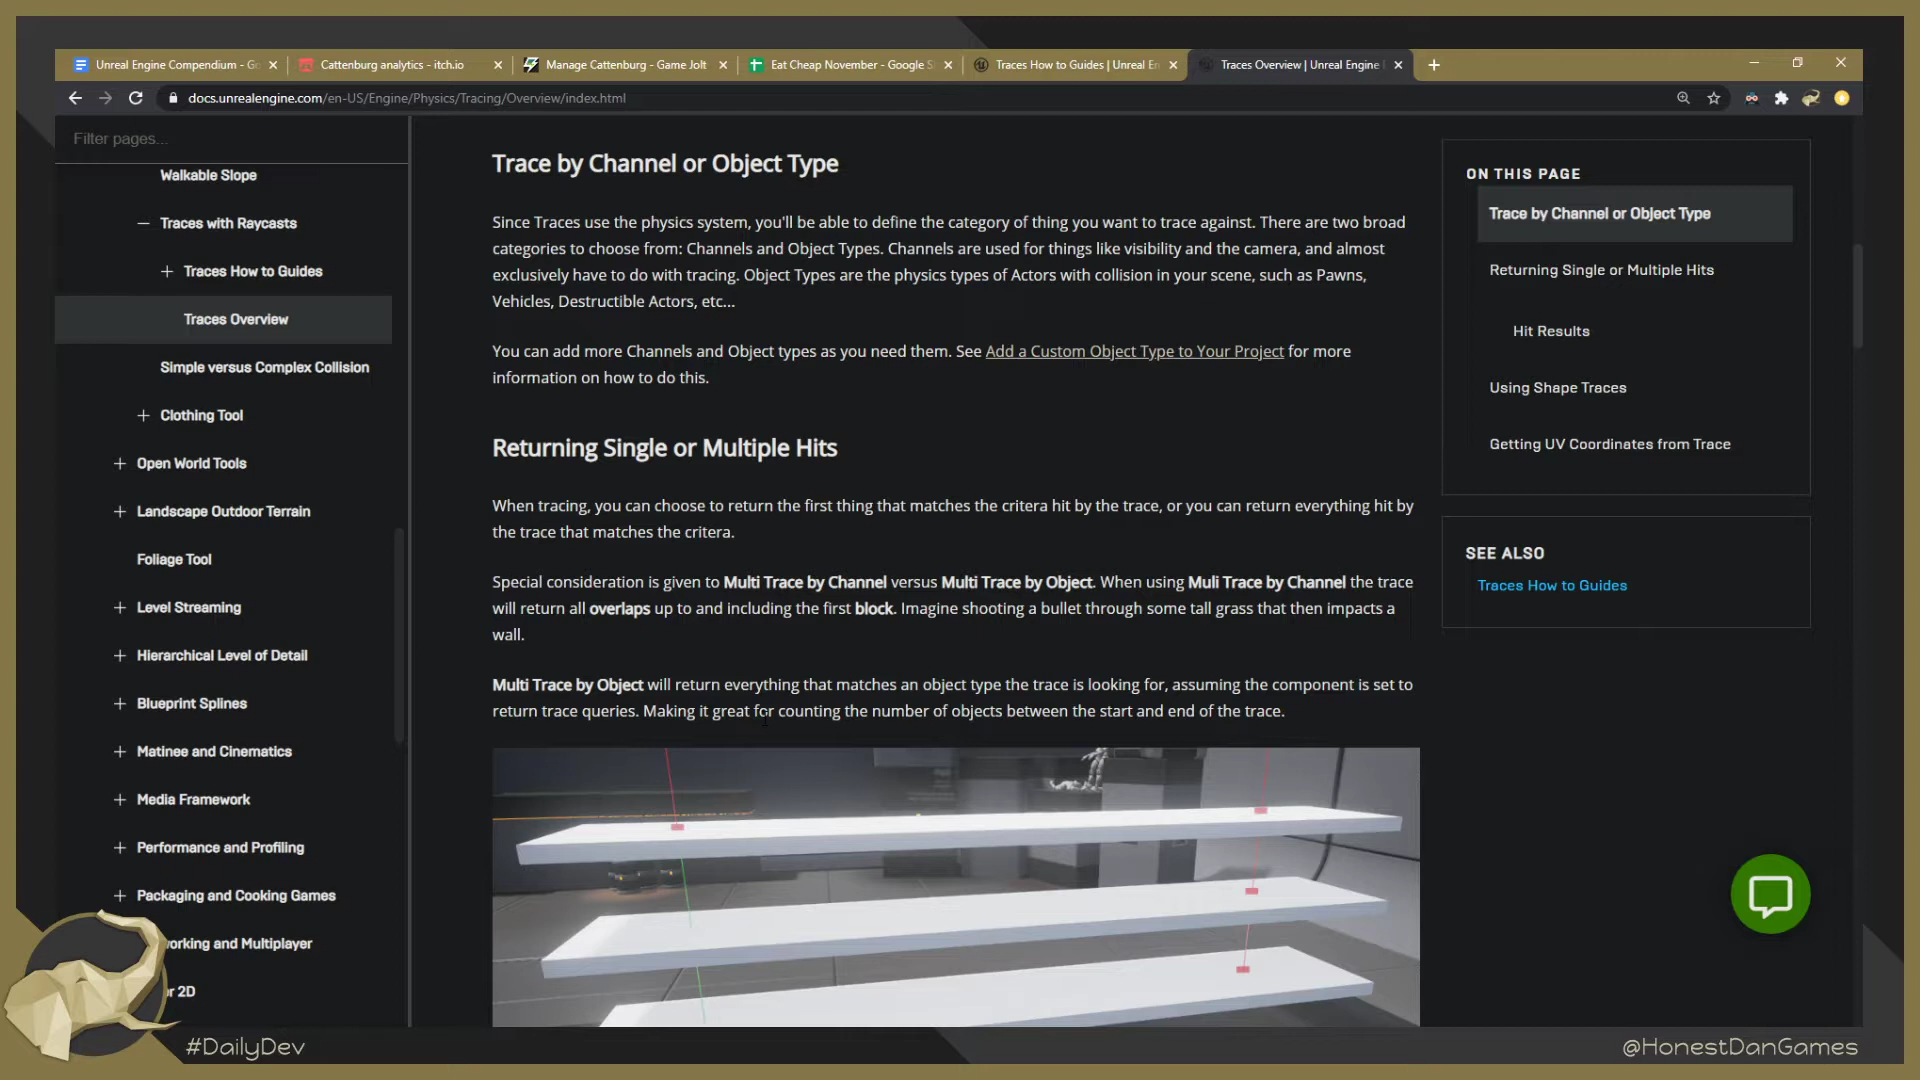 Unreal Engine Compendium - Go
Cattenburg analytics - itch.io
Manage Cattenburg - Game Jolt
Eat Cheap November - Google S
Traces How to Guides | Unreal En
Traces Overview | Unreal Engine
docs.unrealengine.com/en-US/Engine/Physics/Tracing/Overview/index.html
Filter pages...
Walkable Slope
Traces with Raycasts
Traces How to Guides
Traces Overview
Simple versus Complex Collision
Clothing Tool
Open World Tools
Landscape Outdoor Terrain
Foliage Tool
Level Streaming
Hierarchical Level of Detail
Blueprint Splines
Matinee and Cinematics
Media Framework
Performance and Profiling
Packaging and Cooking Games
working and Multiplayer
r 2D
Trace by Channel or Object Type
Since Traces use the physics system, you'll be able to define the category of thing you want to trace against. There are two broad
categories to choose from: Channels and Object Types. Channels are used for things like visibility and the camera, and almost
exclusively have to do with tracing. Object Types are the physics types of Actors with collision in your scene, such as Pawns,
Vehicles, Destructible Actors, etc...
You can add more Channels and Object types as you need them. See Add a Custom Object Type to Your Project for more
information on how to do this.
Returning Single or Multiple Hits
When tracing, you can choose to return the first thing that matches the critera hit by the trace, or you can return everything hit by
the trace that matches the critera.
Special consideration is given to Multi Trace by Channel versus Multi Trace by Object. When using Muli Trace by Channel the trace
will return all overlaps up to and including the first block. Imagine shooting a bullet through some tall grass that then impacts a
wall.
Multi Trace by Object will return everything that matches an object type the trace is looking for, assuming the component is set to
return trace queries. Making it great for counting the number of objects between the start and end of the trace.
ON THIS PAGE
Trace by Channel or Object Type
Returning Single or Multiple Hits
Hit Results
Using Shape Traces
Getting UV Coordinates from Trace
SEE ALSO
Traces How to Guides
#DailyDev
@HonestDanGames